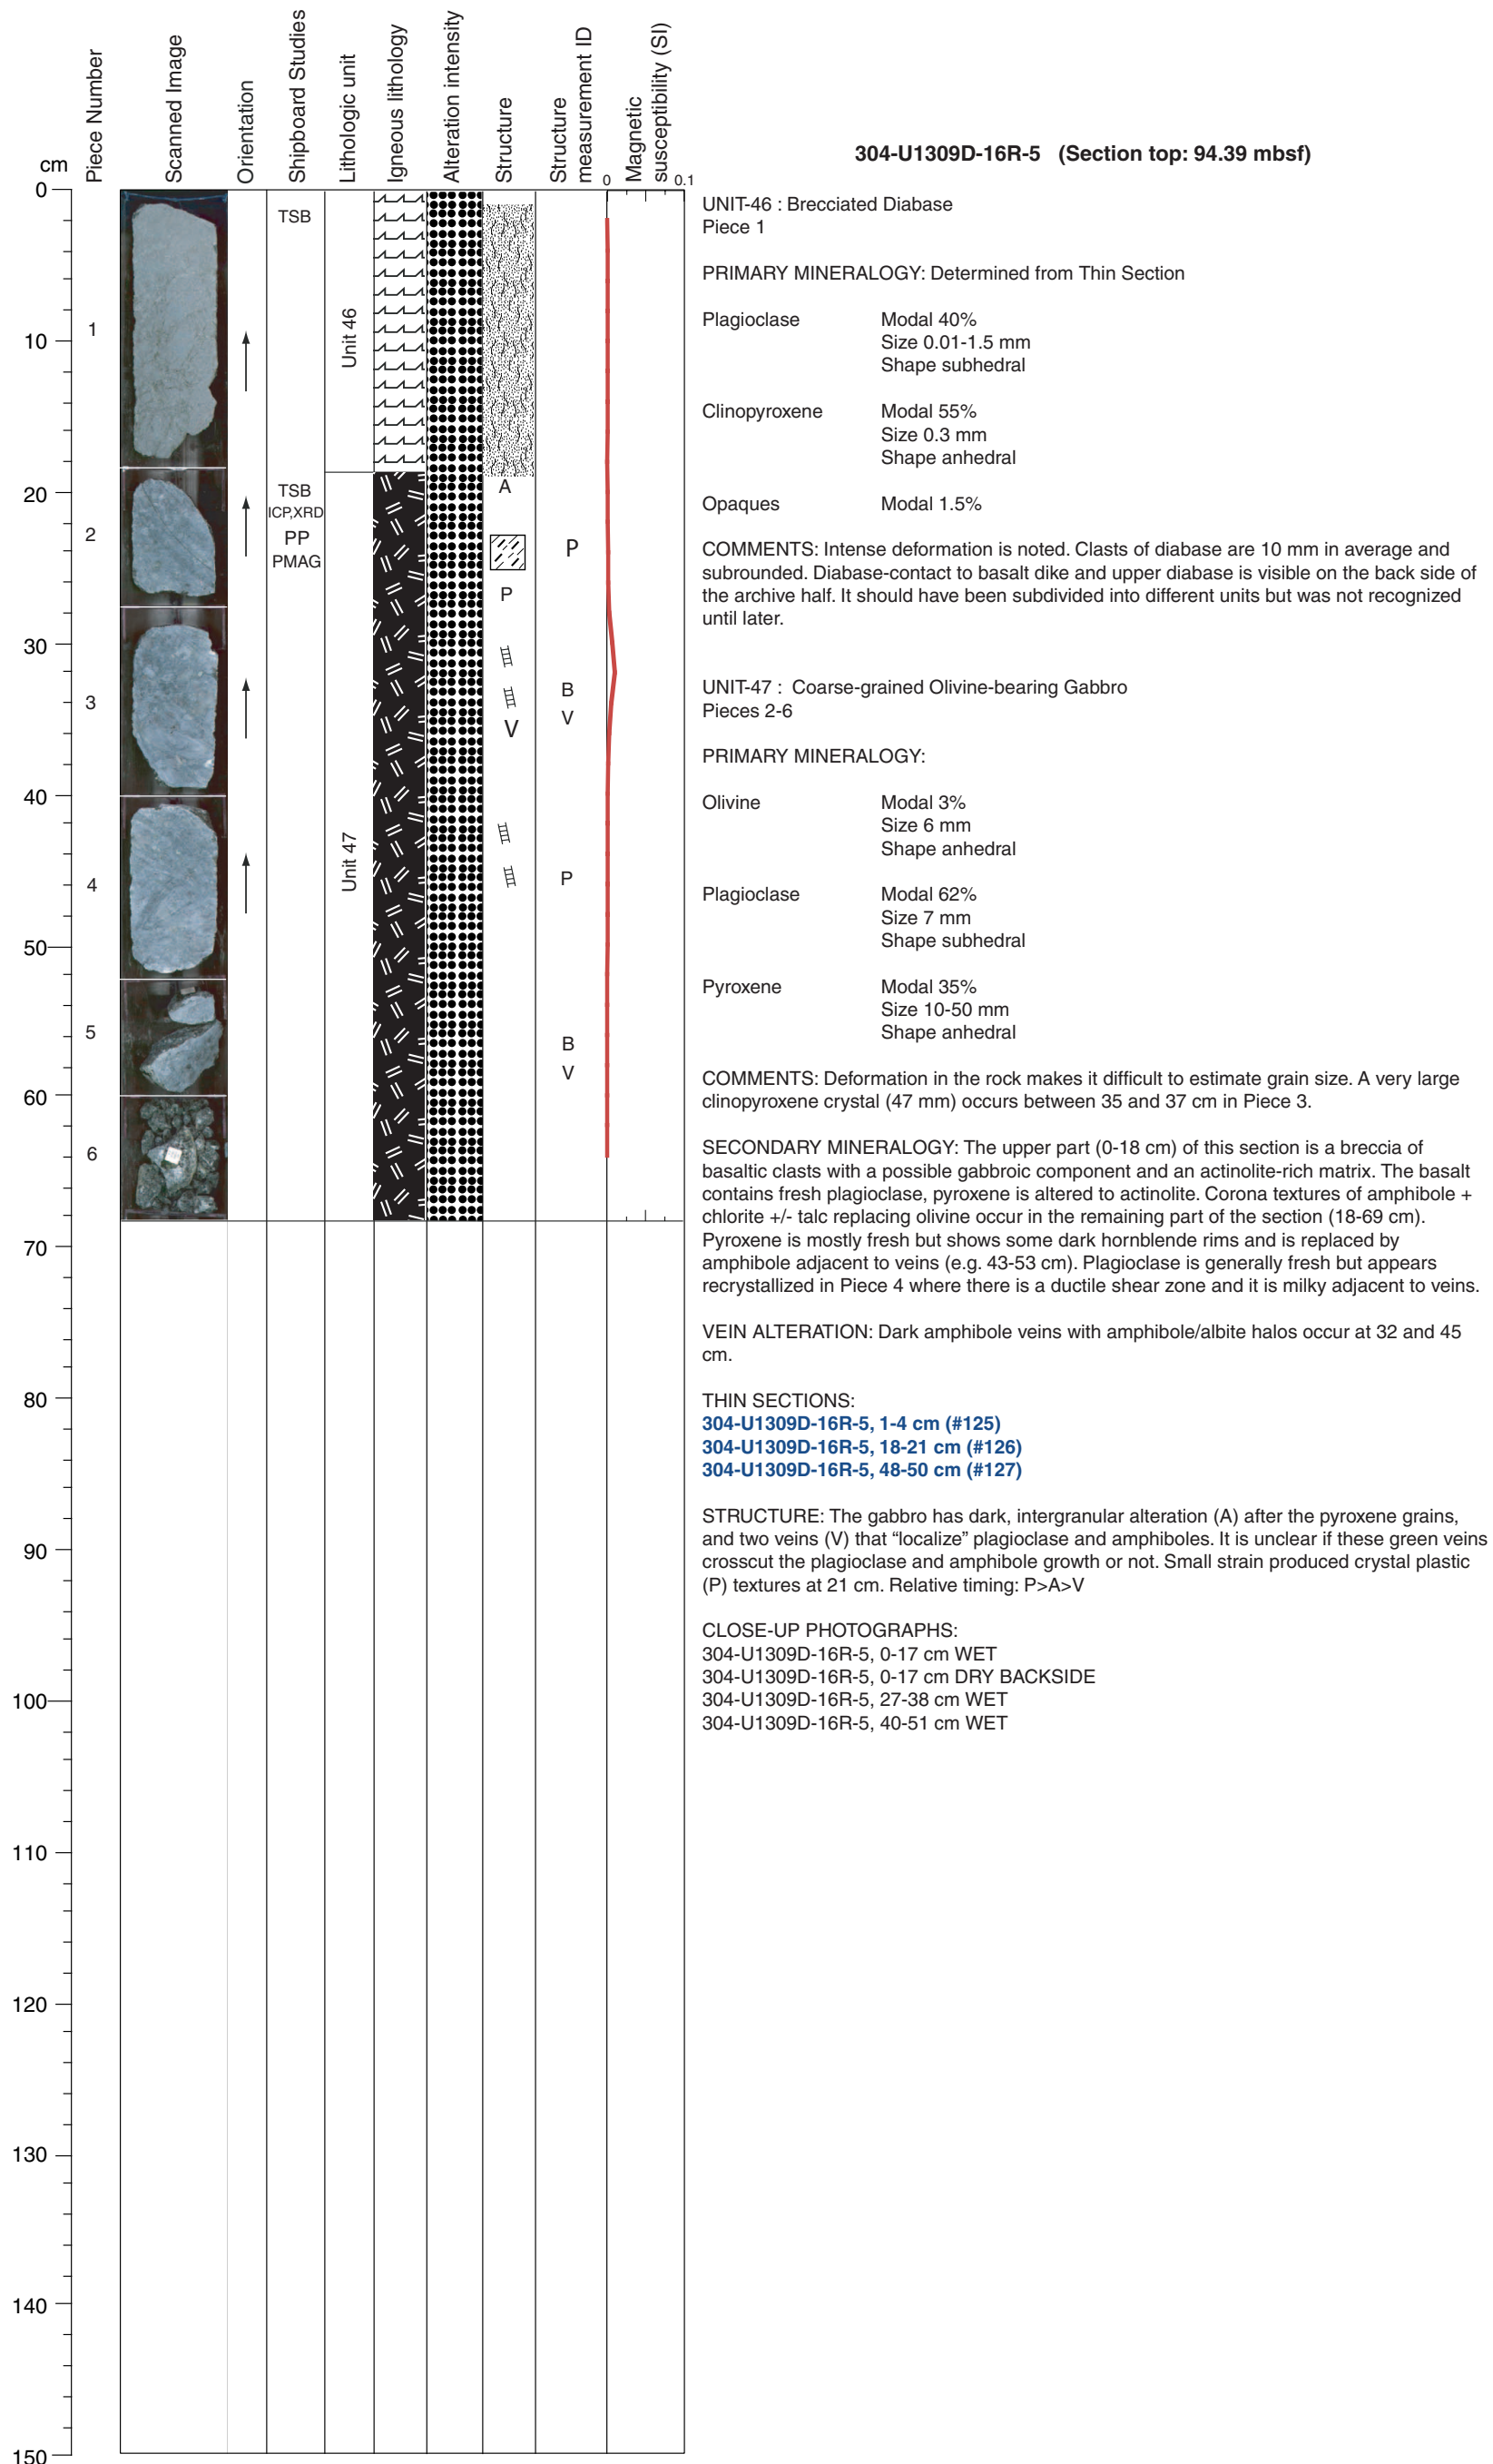 cm
Piece Number
Scanned Image
Orientation
Shipboard Studies
Lithologic unit
Igneous lithology
Alteration intensity
Structure
Structure
measurement ID
Magnetic
susceptibility (SI)
0 0.1
0
10
20
30
40
50
60
70
80
90
100
110
120
130
140
150
1
2
3
4
5
6
TSB
TSB
ICP,XRD
PP
PMAG
Unit 46
Unit 47
A
P
V
P
B
V
P
B
V
304-U1309D-16R-5 (Section top: 94.39 mbsf)
UNIT-46 : Brecciated Diabase
Piece 1
PRIMARY MINERALOGY: Determined from Thin Section
Plagioclase Modal 40%
Size 0.01-1.5 mm
Shape subhedral
Clinopyroxene Modal 55%
Size 0.3 mm
Shape anhedral
Opaques Modal 1.5%
COMMENTS: Intense deformation is noted. Clasts of diabase are 10 mm in average and
subrounded. Diabase-contact to basalt dike and upper diabase is visible on the back side of
the archive half. It should have been subdivided into different units but was not recognized
until later.
UNIT-47 : Coarse-grained Olivine-bearing Gabbro
Pieces 2-6
PRIMARY MINERALOGY:
Olivine Modal 3%
Size 6 mm
Shape anhedral
Plagioclase Modal 62%
Size 7 mm
Shape subhedral
Pyroxene Modal 35%
Size 10-50 mm
Shape anhedral
COMMENTS: Deformation in the rock makes it difficult to estimate grain size. A very large
clinopyroxene crystal (47 mm) occurs between 35 and 37 cm in Piece 3.
SECONDARY MINERALOGY: The upper part (0-18 cm) of this section is a breccia of
basaltic clasts with a possible gabbroic component and an actinolite-rich matrix. The basalt
contains fresh plagioclase, pyroxene is altered to actinolite. Corona textures of amphibole +
chlorite +/- talc replacing olivine occur in the remaining part of the section (18-69 cm).
Pyroxene is mostly fresh but shows some dark hornblende rims and is replaced by
amphibole adjacent to veins (e.g. 43-53 cm). Plagioclase is generally fresh but appears
recrystallized in Piece 4 where there is a ductile shear zone and it is milky adjacent to veins.
VEIN ALTERATION: Dark amphibole veins with amphibole/albite halos occur at 32 and 45
cm.
THIN SECTIONS:
304-U1309D-16R-5, 1-4 cm (#125)
304-U1309D-16R-5, 18-21 cm (#126)
304-U1309D-16R-5, 48-50 cm (#127)
STRUCTURE: The gabbro has dark, intergranular alteration (A) after the pyroxene grains,
and two veins (V) that “localize” plagioclase and amphiboles. It is unclear if these green veins
crosscut the plagioclase and amphibole growth or not. Small strain produced crystal plastic
(P) textures at 21 cm. Relative timing: P>A>V
CLOSE-UP PHOTOGRAPHS:
304-U1309D-16R-5, 0-17 cm WET
304-U1309D-16R-5, 0-17 cm DRY BACKSIDE
304-U1309D-16R-5, 27-38 cm WET
304-U1309D-16R-5, 40-51 cm WET